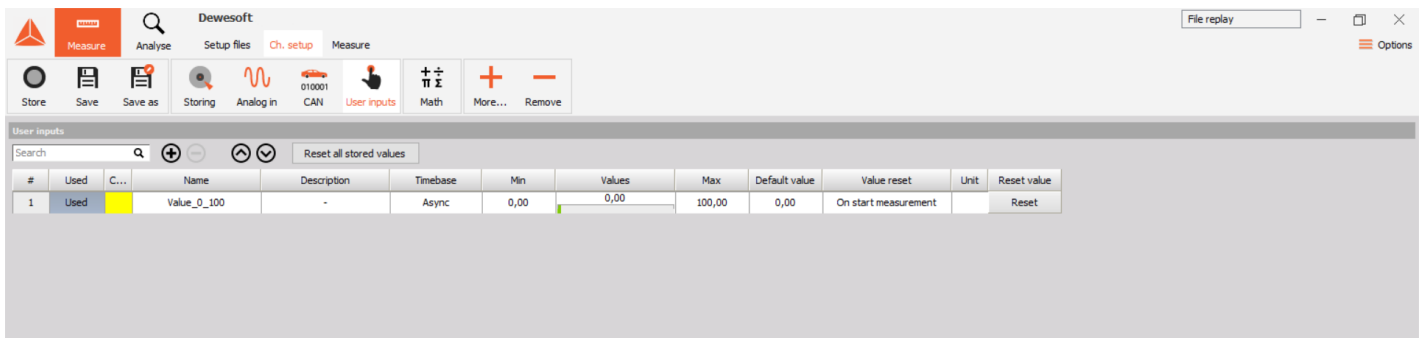 Dewesoft
File replay
Measure
Analyse
Setup files Ch. setup Measure
Options
010001
Store Save Save as Storing Analog in CAN User inputs Math More... Remove
User inputs
Search
Reset all stored values
# Used C... Name Description Timebase Min Values Max Default value Value reset Unit Reset value
1 Used Value_0_100 - Async 0,00 0,00 100,00 0,00 On start measurement Reset